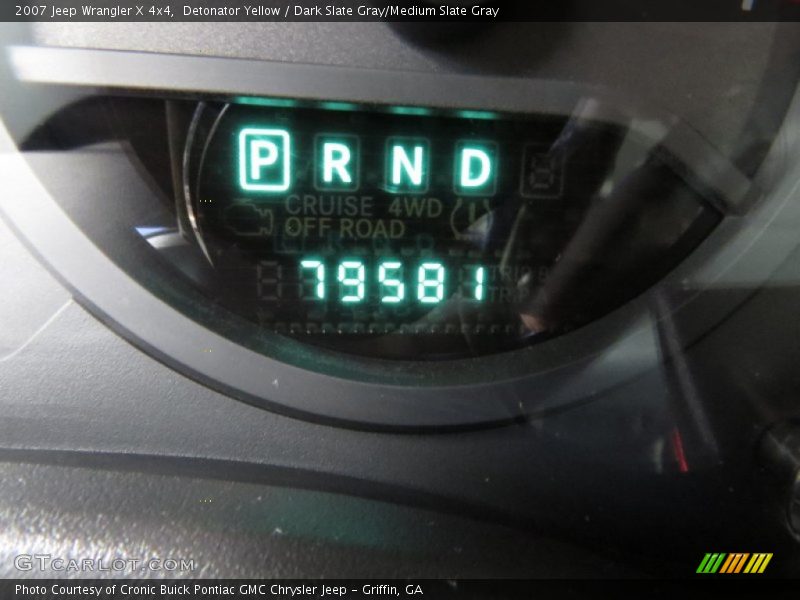 2007 Jeep Wrangler X 4x4,  Detonator Yellow / Dark Slate Gray/Medium Slate Gray
P R N D
CRUISE 4WD
OFF ROAD
79581
TRIP B
GTCARLOT.COM
Photo Courtesy of Cronic Buick Pontiac GMC Chrysler Jeep - Griffin, GA